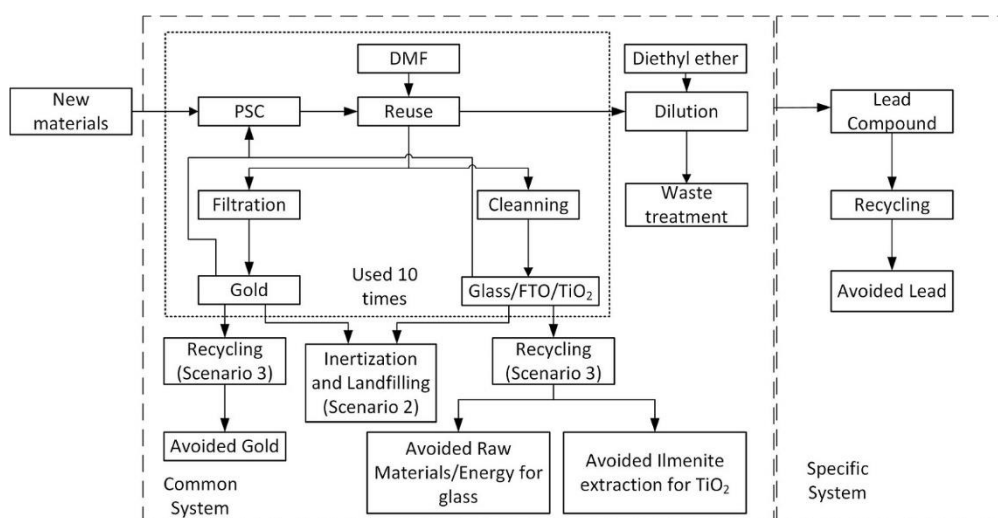 DMF
Diethyl ether
New
materials
PSC
Reuse
Dilution
Lead
Compound
Filtration
Cleanning
Waste
treatment
Recycling
Used 10
times
Gold
Glass/FTO/TiO₂
Avoided Lead
Recycling
(Scenario 3)
Inertization
and Landfilling
(Scenario 2)
Recycling
(Scenario 3)
Avoided Gold
Avoided Raw
Materials/Energy for
glass
Avoided Ilmenite
extraction for TiO₂
Common
System
Specific
System